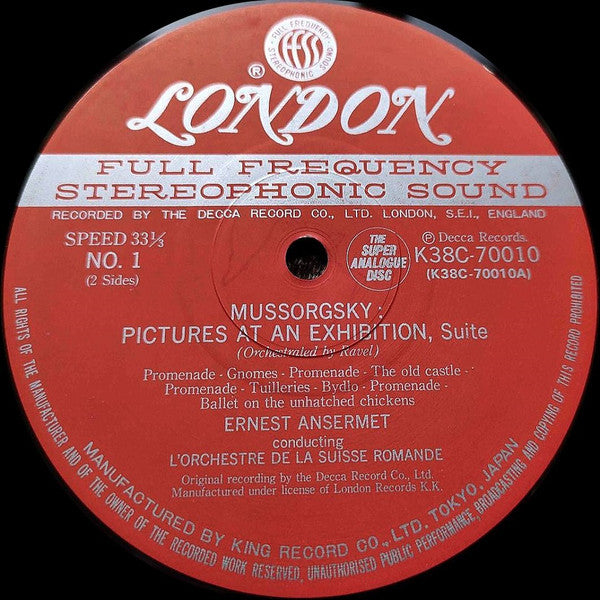 FULL FREQUENCY
ffss
STEREOPHONIC SOUND
®
LONDON
FULL FREQUENCY
STEREOPHONIC SOUND
RECORDED BY THE DECCA RECORD CO., LTD. LONDON, S.E.I., ENGLAND
SPEED 33⅓
NO. 1
(2 Sides)
THE
SUPER
ANALOGUE
DISC
Ⓟ Decca Records.
K38C-70010
(K38C-70010A)
MUSSORGSKY :
PICTURES AT AN EXHIBITION, Suite
(Orchestraled by Ravel)
Promenade - Gnomes - Promenade - The old castle -
Promenade - Tuilleries - Bydlo - Promenade -
Ballet on the unhatched chickens
ERNEST ANSERMET
conducting
L'ORCHESTRE DE LA SUISSE ROMANDE
Original recording by the Decca Record Co., Ltd.
Manufactured under license of London Records K.K.
MANUFACTURED BY KING RECORD CO., LTD. TOKYO, JAPAN
ALL RIGHTS OF THE MANUFACTURER AND OF THE OWNER OF THE RECORDED WORK RESERVED, UNAUTHORISED PUBLIC PERFORMANCE, BROADCASTING AND COPYING OF THIS RECORD PROHIBITED